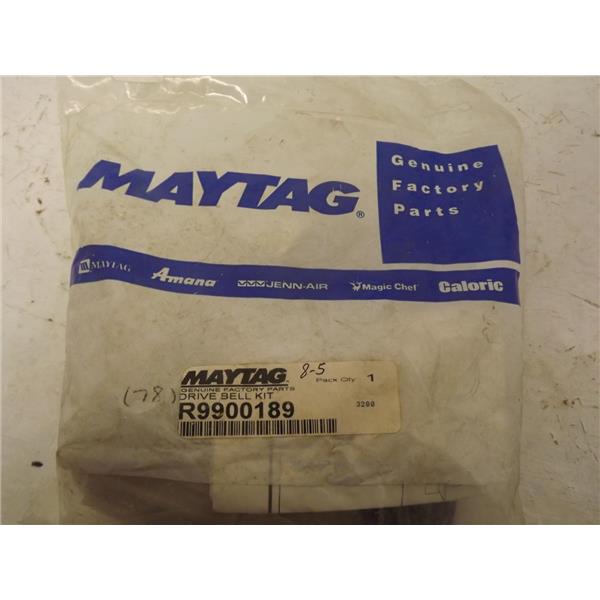 MAYTAG®
Genuine
Factory
Parts
MAYTAG Amana JENN-AIR Magic Chef® Caloric
8-5
MAYTAG. Pack Qty 1
GENUINE FACTORY PARTS
(78) DRIVE BELL KIT 3280
R9900189